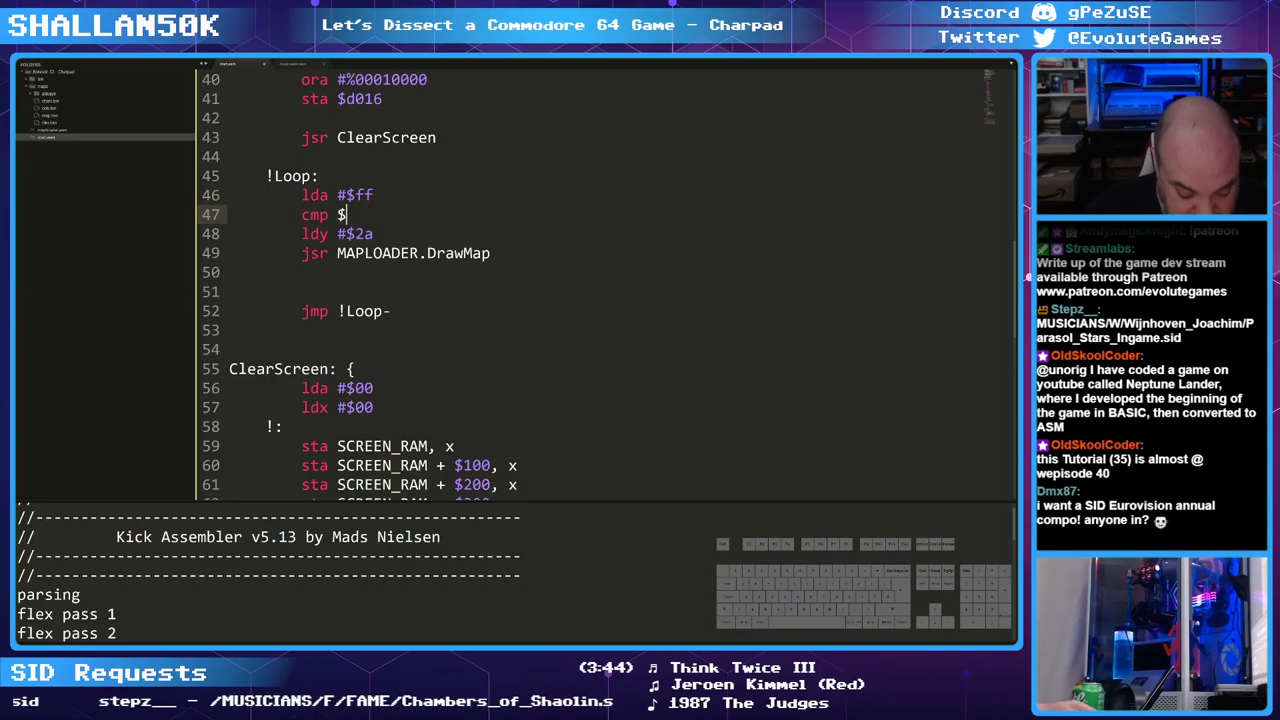 SHALLAN50K
Let's Dissect a Commodore 64 Game - Charpad
Discord gPeZuSE
Twitter @EvoluteGames
FOLDERS
40 ora #%00010000
41 sta $d016
42
43 jsr ClearScreen
44
45 !Loop:
46 lda #$ff
47 cmp $
48 ldy #$2a
49 jsr MAPLOADER.DrawMap
50
51
52 jmp !Loop-
53
54
55 ClearScreen: {
56 lda #$00
57 ldx #$00
58 !:
59 sta SCREEN_RAM, x
60 sta SCREEN_RAM + $100, x
61 sta SCREEN_RAM + $200, x
//------------------------------------------------------
// Kick Assembler v5.13 by Mads Nielsen
//------------------------------------------------------
//------------------------------------------------------
parsing
flex pass 1
flex pass 2
Andymagicknight: !patreon
Streamlabs:
Write up of the game dev stream
available through Patreon
www.patreon.com/evolutegames
Stepz__:
MUSICIANS/W/Wijnhoven_Joachim/P
arasol_Stars_Ingame.sid
OldSkoolCoder:
@unorig I have coded a game on
youtube called Neptune Lander,
where I developed the beginning of
the game in BASIC, then converted to
ASM
OldSkoolCoder:
this Tutorial (35) is almost @
wepisode 40
Dmx87:
i want a SID Eurovision annual
compo! anyone in?
SID Requests
sid stepz__ - /MUSICIANS/F/FAME/Chambers_of_Shaolin.s
(3:44) Think Twice III
Jeroen Kimmel (Red)
1987 The Judges